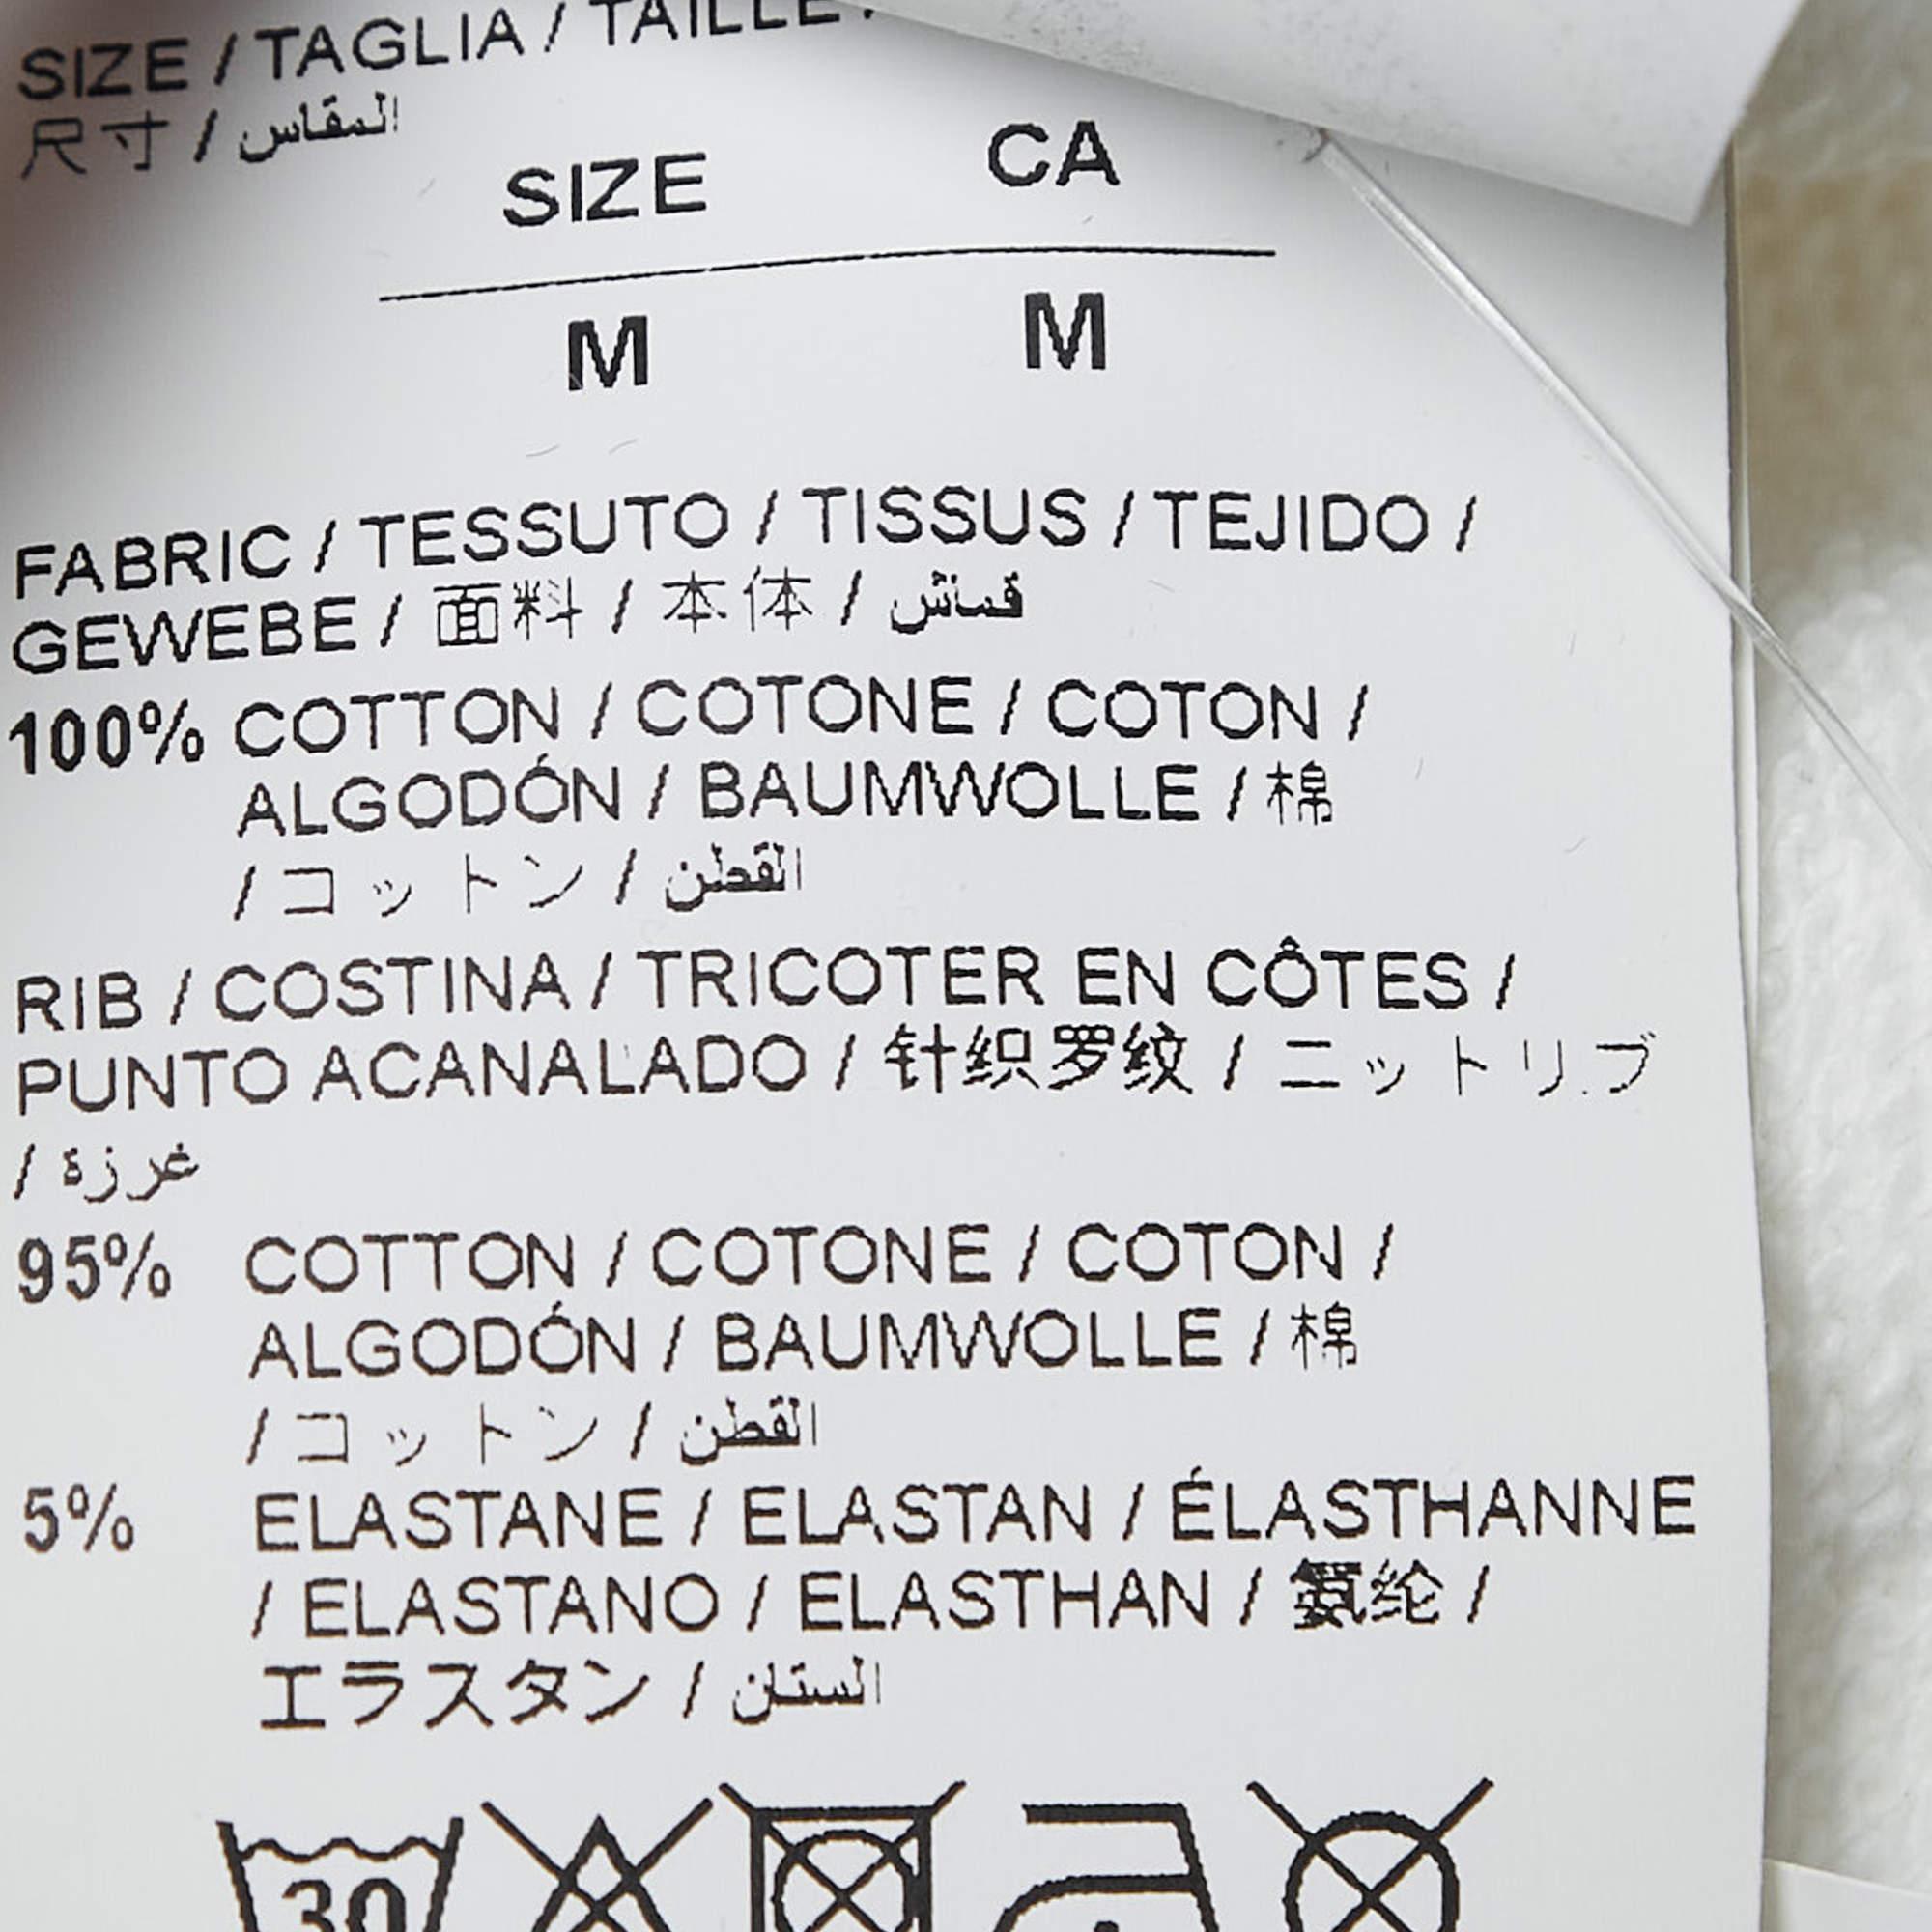 SIZE / TAGLIA / TAILLE /
尺寸 / المقاس
SIZE CA
M M
FABRIC / TESSUTO / TISSUS / TEJIDO /
GEWEBE / 面料 / 本体 / قماش
100% COTTON / COTONE / COTON /
ALGODÓN / BAUMWOLLE / 棉
/ コットン / القطن
RIB / COSTINA / TRICOTER EN CÔTES /
PUNTO ACANALADO / 针织罗纹 / ニットリブ
/ غرزة
95% COTTON / COTONE / COTON /
ALGODÓN / BAUMWOLLE / 棉
/ コットン / القطن
5% ELASTANE / ELASTAN / ÉLASTHANNE
/ ELASTANO / ELASTHAN / 氨纶 /
エラスタン / الستان
30